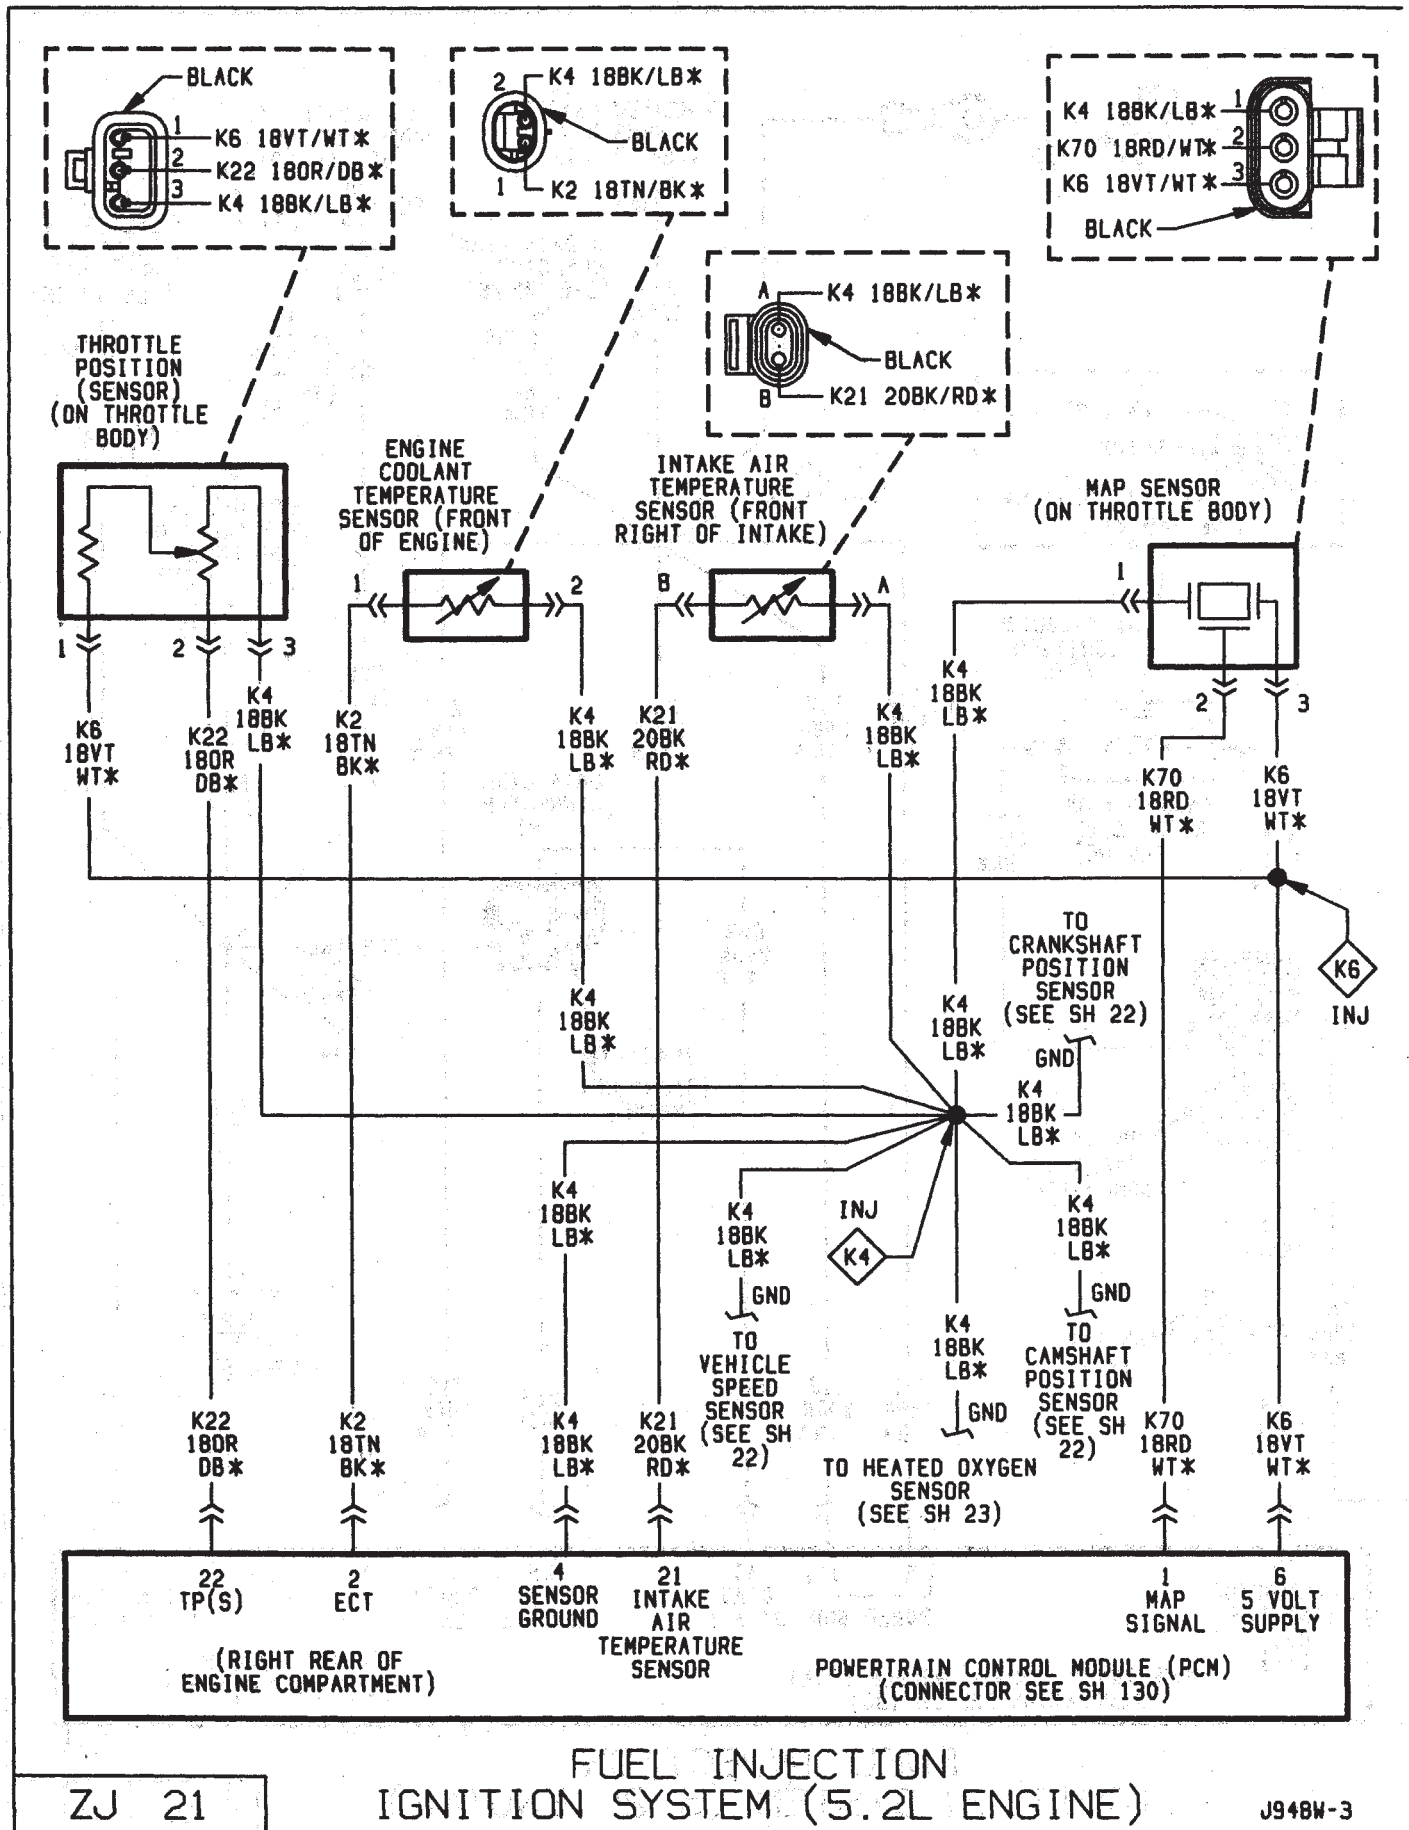 BLACK
1
K6 18VT/WT*
2
K22 18OR/DB*
3
K4 18BK/LB*
2
K4 18BK/LB*
BLACK
1
K2 18TN/BK*
K4 18BK/LB*
1
K70 18RD/WT*
2
K6 18VT/WT*
3
BLACK
A
K4 18BK/LB*
BLACK
B
K21 20BK/RD*
THROTTLE
POSITION
(SENSOR)
(ON THROTTLE
BODY)
ENGINE
COOLANT
TEMPERATURE
SENSOR (FRONT
OF ENGINE)
INTAKE AIR
TEMPERATURE
SENSOR (FRONT
RIGHT OF INTAKE)
MAP SENSOR
(ON THROTTLE BODY)
1
2
3
1
2
B
A
1
2
3
K6
18VT
WT*
K22
18OR
DB*
K4
18BK
LB*
K2
18TN
BK*
K4
18BK
LB*
K21
20BK
RD*
K4
18BK
LB*
K4
18BK
LB*
K70
18RD
WT*
K6
18VT
WT*
TO
CRANKSHAFT
POSITION
SENSOR
(SEE SH 22)
GND
K6
INJ
K4
18BK
LB*
K4
18BK
LB*
K4
18BK
LB*
K4
18BK
LB*
K4
18BK
LB*
GND
TO
VEHICLE
SPEED
SENSOR
(SEE SH
22)
INJ
K4
K4
18BK
LB*
GND
TO HEATED OXYGEN
SENSOR
(SEE SH 23)
K4
18BK
LB*
GND
TO
CAMSHAFT
POSITION
SENSOR
(SEE SH
22)
K22
18OR
DB*
K2
18TN
BK*
K4
18BK
LB*
K21
20BK
RD*
K70
18RD
WT*
K6
18VT
WT*
22
TP(S)
2
ECT
4
SENSOR
GROUND
21
INTAKE
AIR
TEMPERATURE
SENSOR
1
MAP
SIGNAL
6
5 VOLT
SUPPLY
(RIGHT REAR OF
ENGINE COMPARTMENT)
POWERTRAIN CONTROL MODULE (PCM)
(CONNECTOR SEE SH 130)
FUEL INJECTION
IGNITION SYSTEM (5.2L ENGINE)
ZJ 21
J948W-3